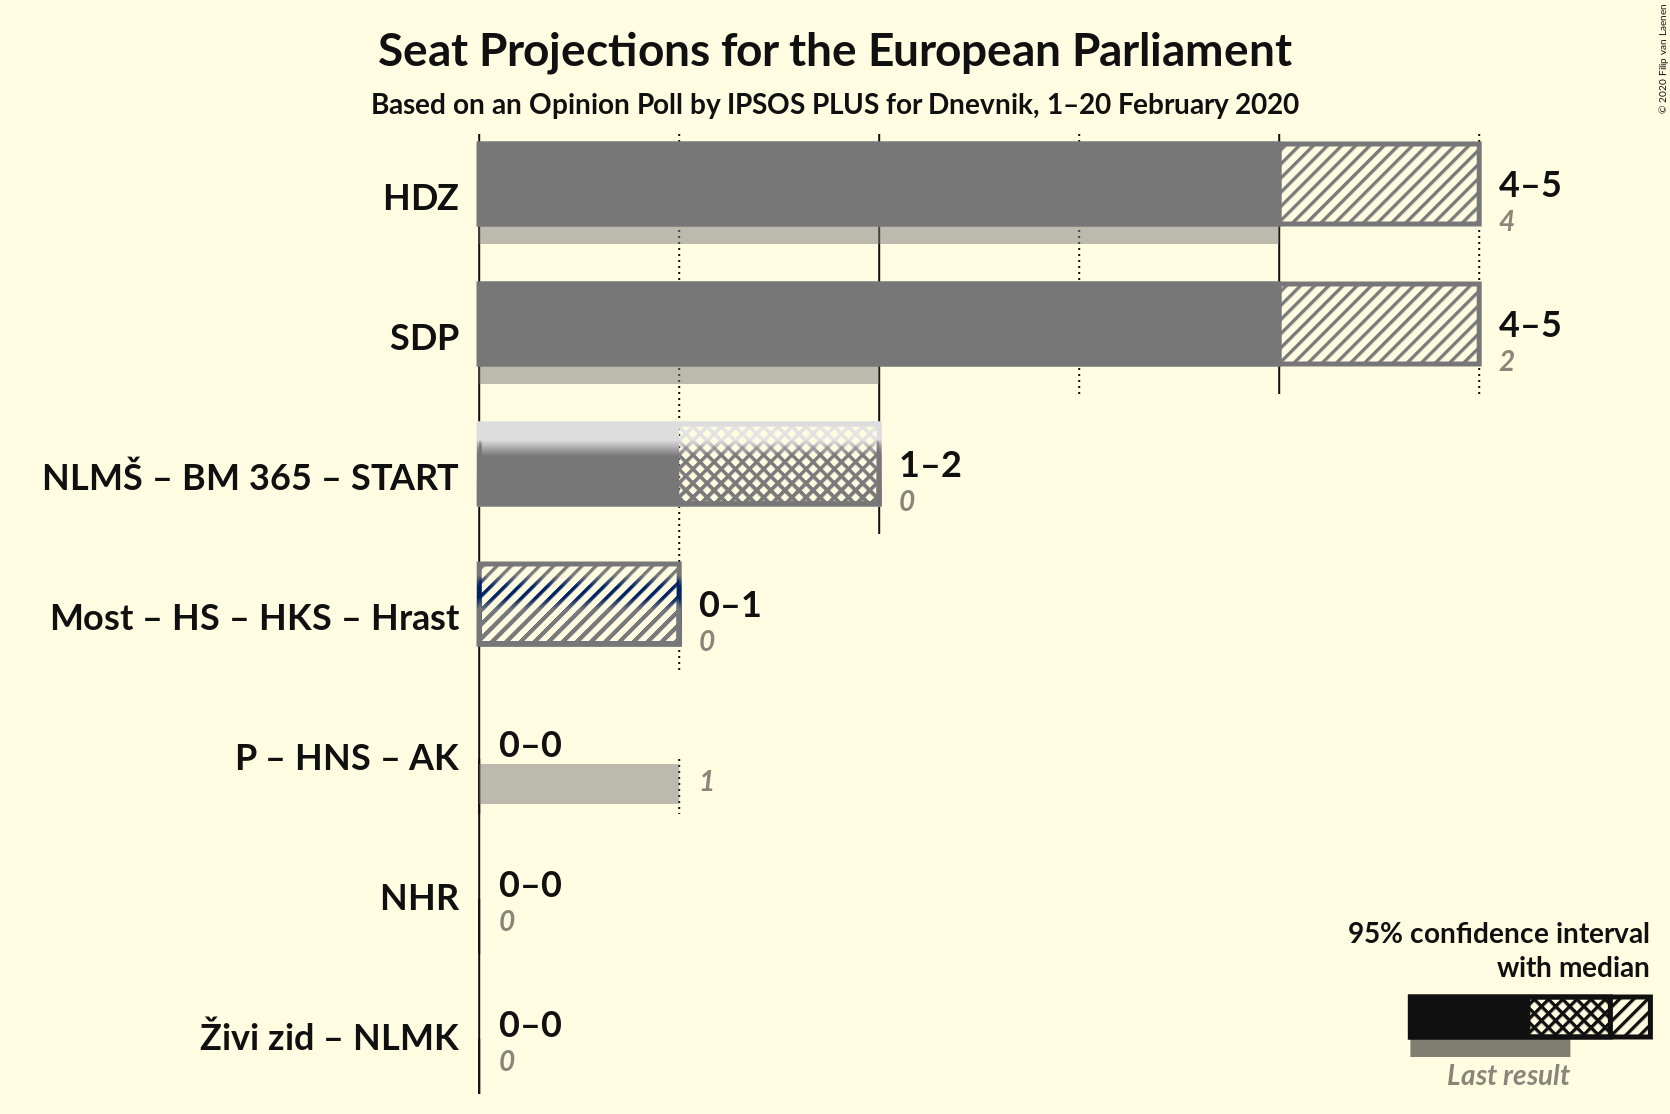 Seat Projections for the European Parliament
Based on an Opinion Poll by IPSOS PLUS for Dnevnik, 1–20 February 2020
© 2020 Filip van Laenen
HDZ
4–5
4
SDP
4–5
2
NLMŠ – BM 365 – START
1–2
0
Most – HS – HKS – Hrast
0–1
0
P – HNS – AK
0–0
1
NHR
0–0
0
Živi zid – NLMK
0–0
0
95% confidence interval
with median
Last result